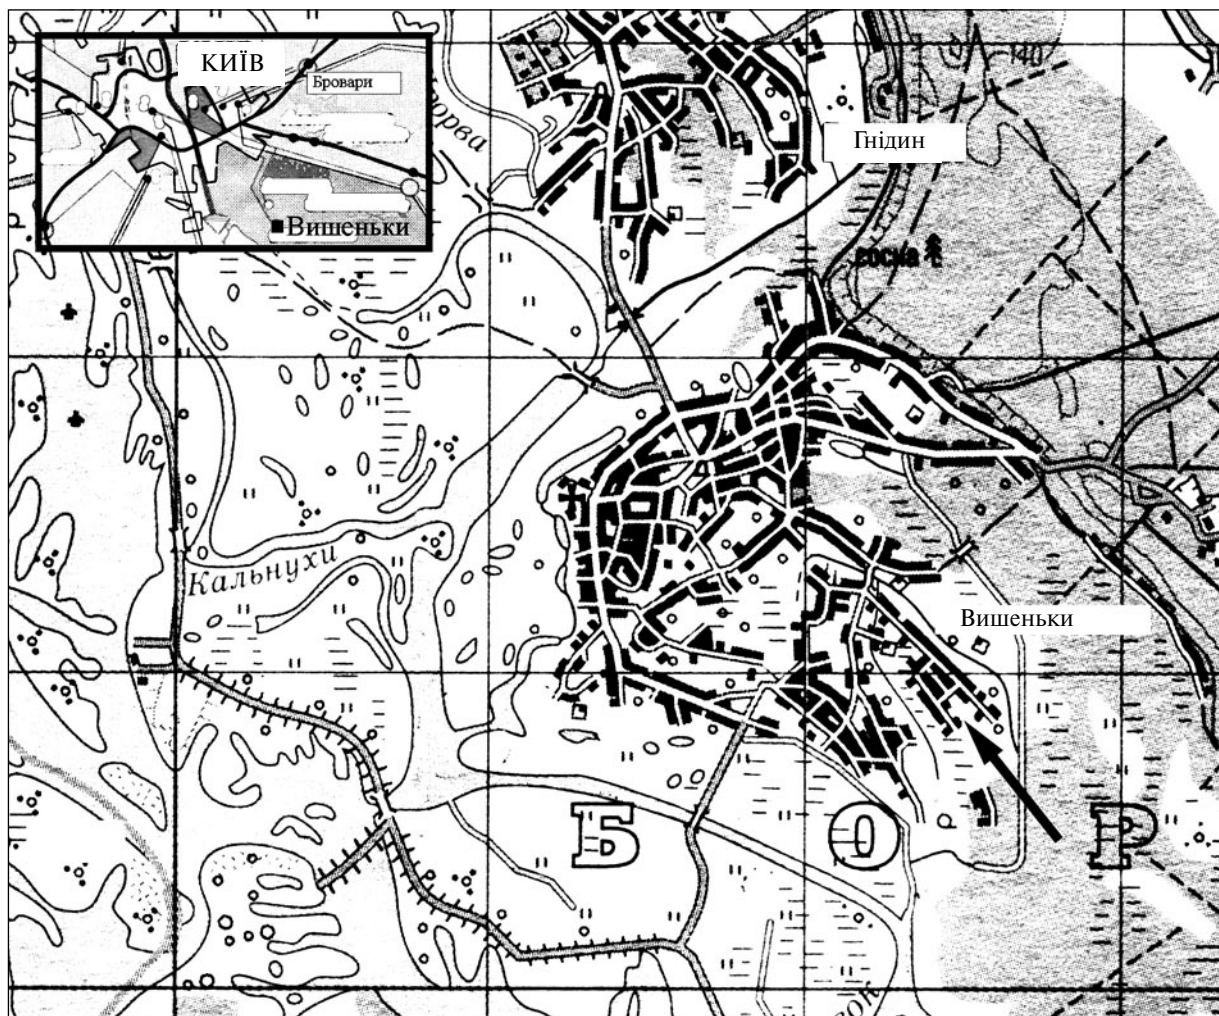 КИЇВ
Бровари
Вишеньки
Гнідин
140
сосна
Кальнухи
Вишеньки
Б О Р